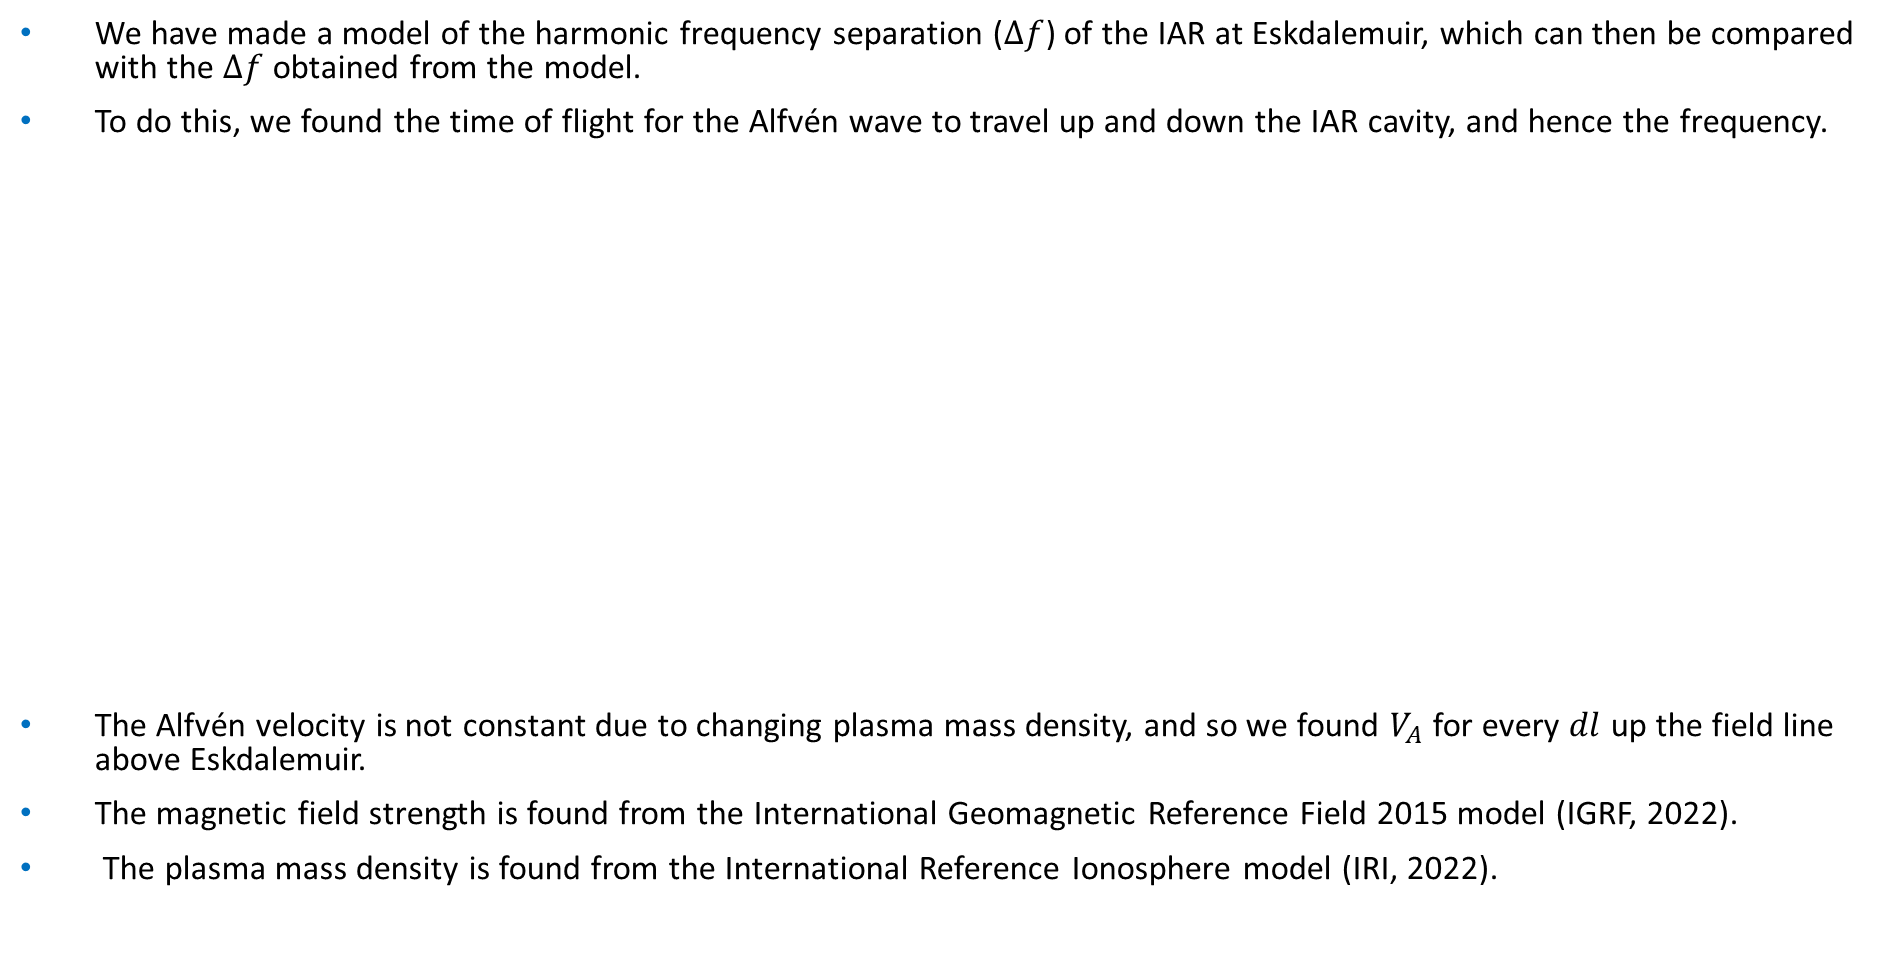 • We have made a model of the harmonic frequency separation (Δf) of the IAR at Eskdalemuir, which can then be compared
with the Δf obtained from the model.
• To do this, we found the time of flight for the Alfvén wave to travel up and down the IAR cavity, and hence the frequency.
• The Alfvén velocity is not constant due to changing plasma mass density, and so we found V_A for every dl up the field line
above Eskdalemuir.
• The magnetic field strength is found from the International Geomagnetic Reference Field 2015 model (IGRF, 2022).
• The plasma mass density is found from the International Reference Ionosphere model (IRI, 2022).